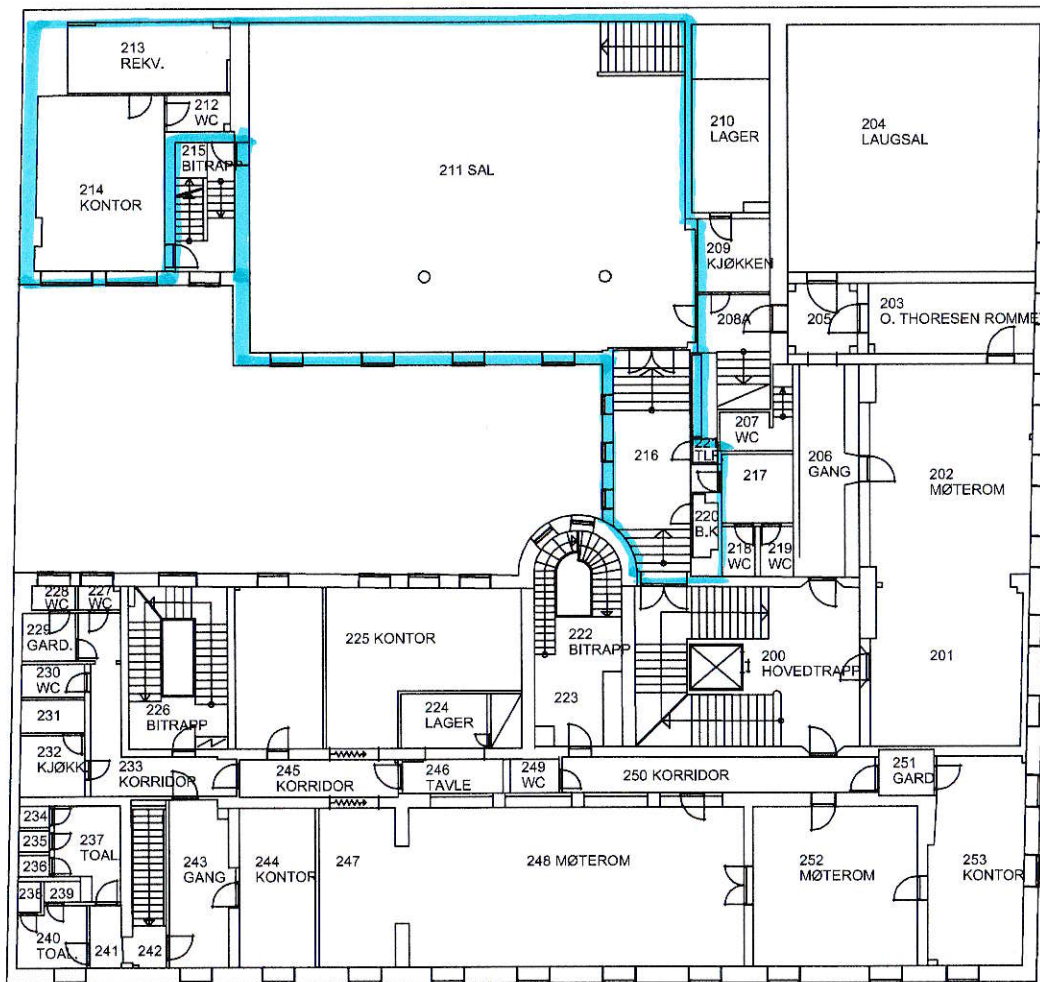 213
REKV.
212
WC
215
BITRAPP
214
KONTOR
211 SAL
210
LAGER
204
LAUGSAL
209
KJØKKEN
208A
205
203
O. THORESEN ROMMET
207
WC
206
GANG
202
MØTEROM
216
221
TLF
217
220
B.K
218
WC
219
WC
228
WC
227
WC
229
GARD.
230
WC
231
232
KJØKK
226
BITRAPP
225 KONTOR
224
LAGER
222
BITRAPP
223
200
HOVEDTRAPP
201
233
KORRIDOR
245
KORRIDOR
246
TAVLE
249
WC
250 KORRIDOR
251
GARD
234
235
236
237
TOAL.
238
239
240
TOAL.
241
242
243
GANG
244
KONTOR
247
248 MØTEROM
252
MØTEROM
253
KONTOR